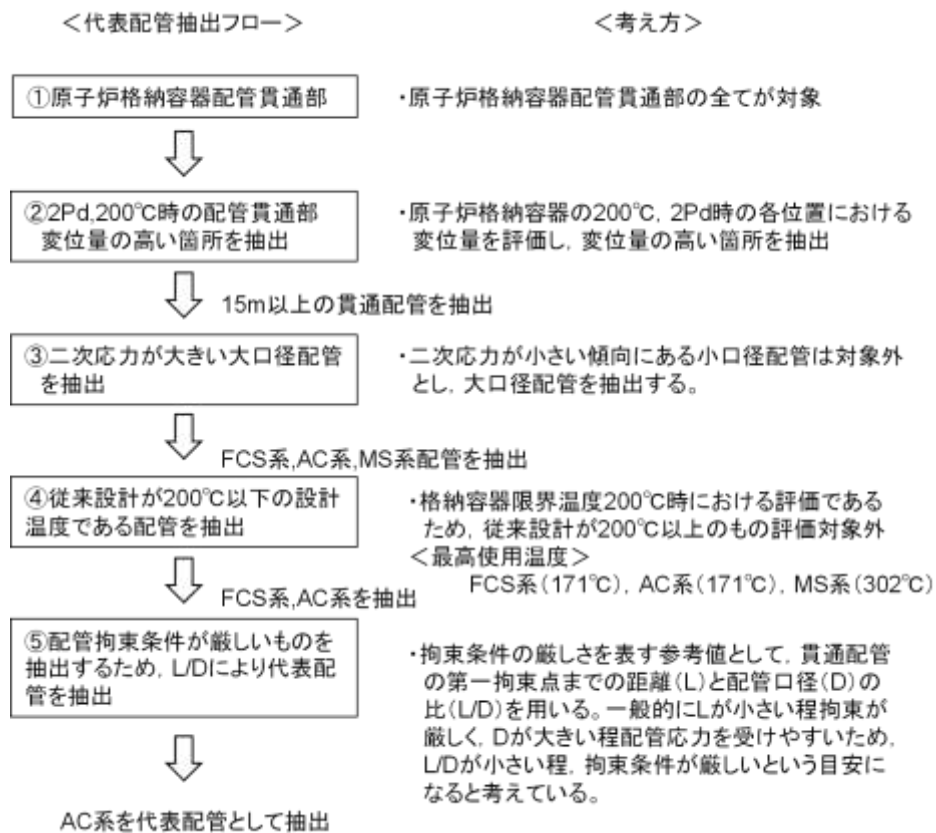 ＜代表配管抽出フロー＞
＜考え方＞
①原子炉格納容器配管貫通部
・原子炉格納容器配管貫通部の全てが対象
②2Pd,200℃時の配管貫通部
変位量の高い箇所を抽出
・原子炉格納容器の200℃，2Pd時の各位置における
変位量を評価し，変位量の高い箇所を抽出
15m以上の貫通配管を抽出
③二次応力が大きい大口径配管
を抽出
・二次応力が小さい傾向にある小口径配管は対象外
とし，大口径配管を抽出する。
FCS系,AC系,MS系配管を抽出
④従来設計が200℃以下の設計
温度である配管を抽出
・格納容器限界温度200℃時における評価である
ため，従来設計が200℃以上のもの評価対象外
＜最高使用温度＞
FCS系（171℃），AC系（171℃），MS系（302℃）
FCS系,AC系を抽出
⑤配管拘束条件が厳しいものを
抽出するため，L/Dにより代表配
管を抽出
・拘束条件の厳しさを表す参考値として，貫通配管
の第一拘束点までの距離（L）と配管口径（D）の
比（L/D）を用いる。一般的にLが小さい程拘束が
厳しく，Dが大きい程配管応力を受けやすいため，
L/Dが小さい程，拘束条件が厳しいという目安に
なると考えている。
AC系を代表配管として抽出